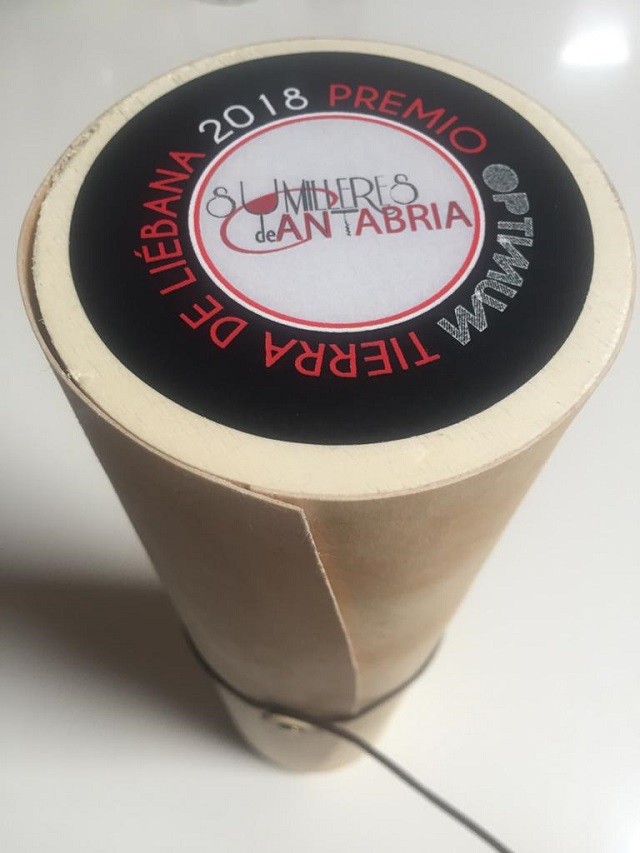 2018 PREMIO OPTIMUM TIERRA DE LIÉBANA
SUMILLERES
de CANTABRIA